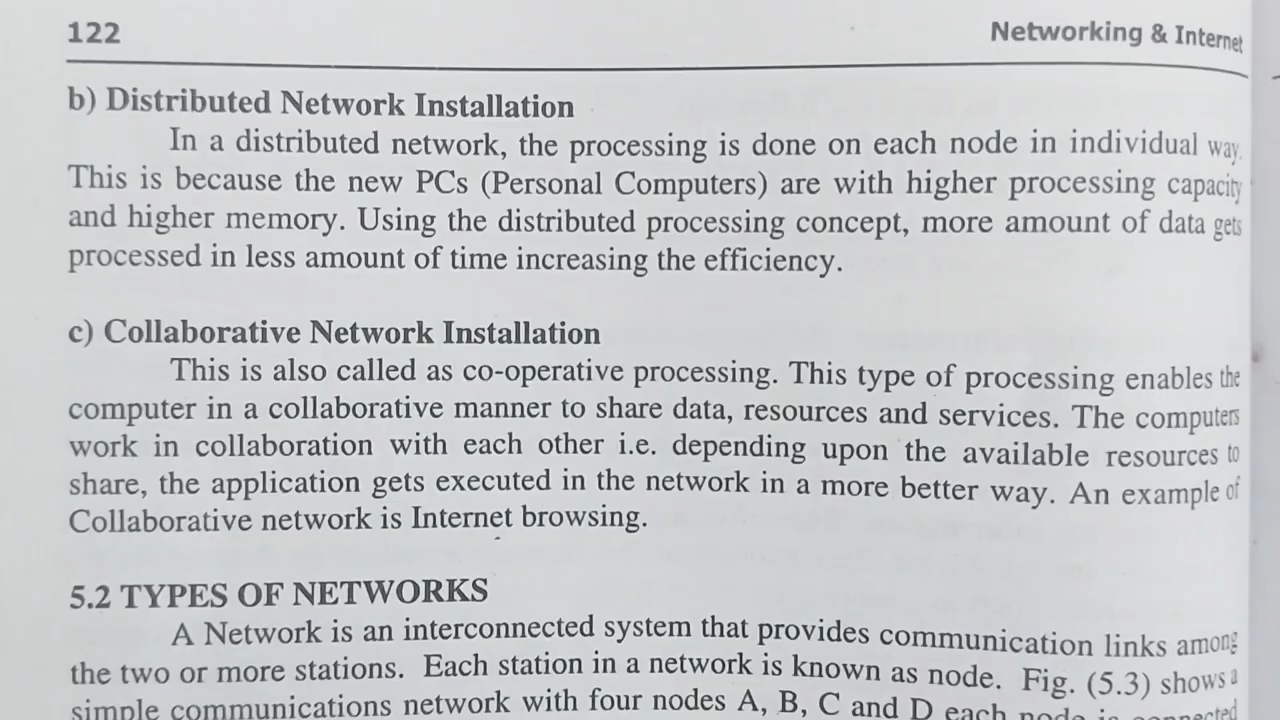 122
Networking & Internet
b) Distributed Network Installation
In a distributed network, the processing is done on each node in individual way.
This is because the new PCs (Personal Computers) are with higher processing capacity
and higher memory. Using the distributed processing concept, more amount of data gets
processed in less amount of time increasing the efficiency.
c) Collaborative Network Installation
This is also called as co-operative processing. This type of processing enables the
computer in a collaborative manner to share data, resources and services. The computers
work in collaboration with each other i.e. depending upon the available resources to
share, the application gets executed in the network in a more better way. An example of
Collaborative network is Internet browsing.
5.2 TYPES OF NETWORKS
A Network is an interconnected system that provides communication links among
the two or more stations. Each station in a network is known as node. Fig. (5.3) shows a
simple communications network with four nodes A, B, C and D each node is connected